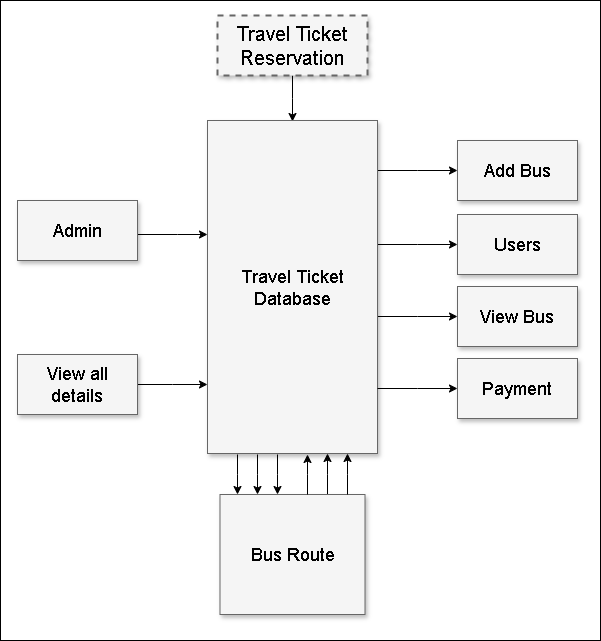 Travel Ticket
Reservation
Add Bus
Admin
Users
Travel Ticket
Database
View Bus
View all
details
Payment
Bus Route